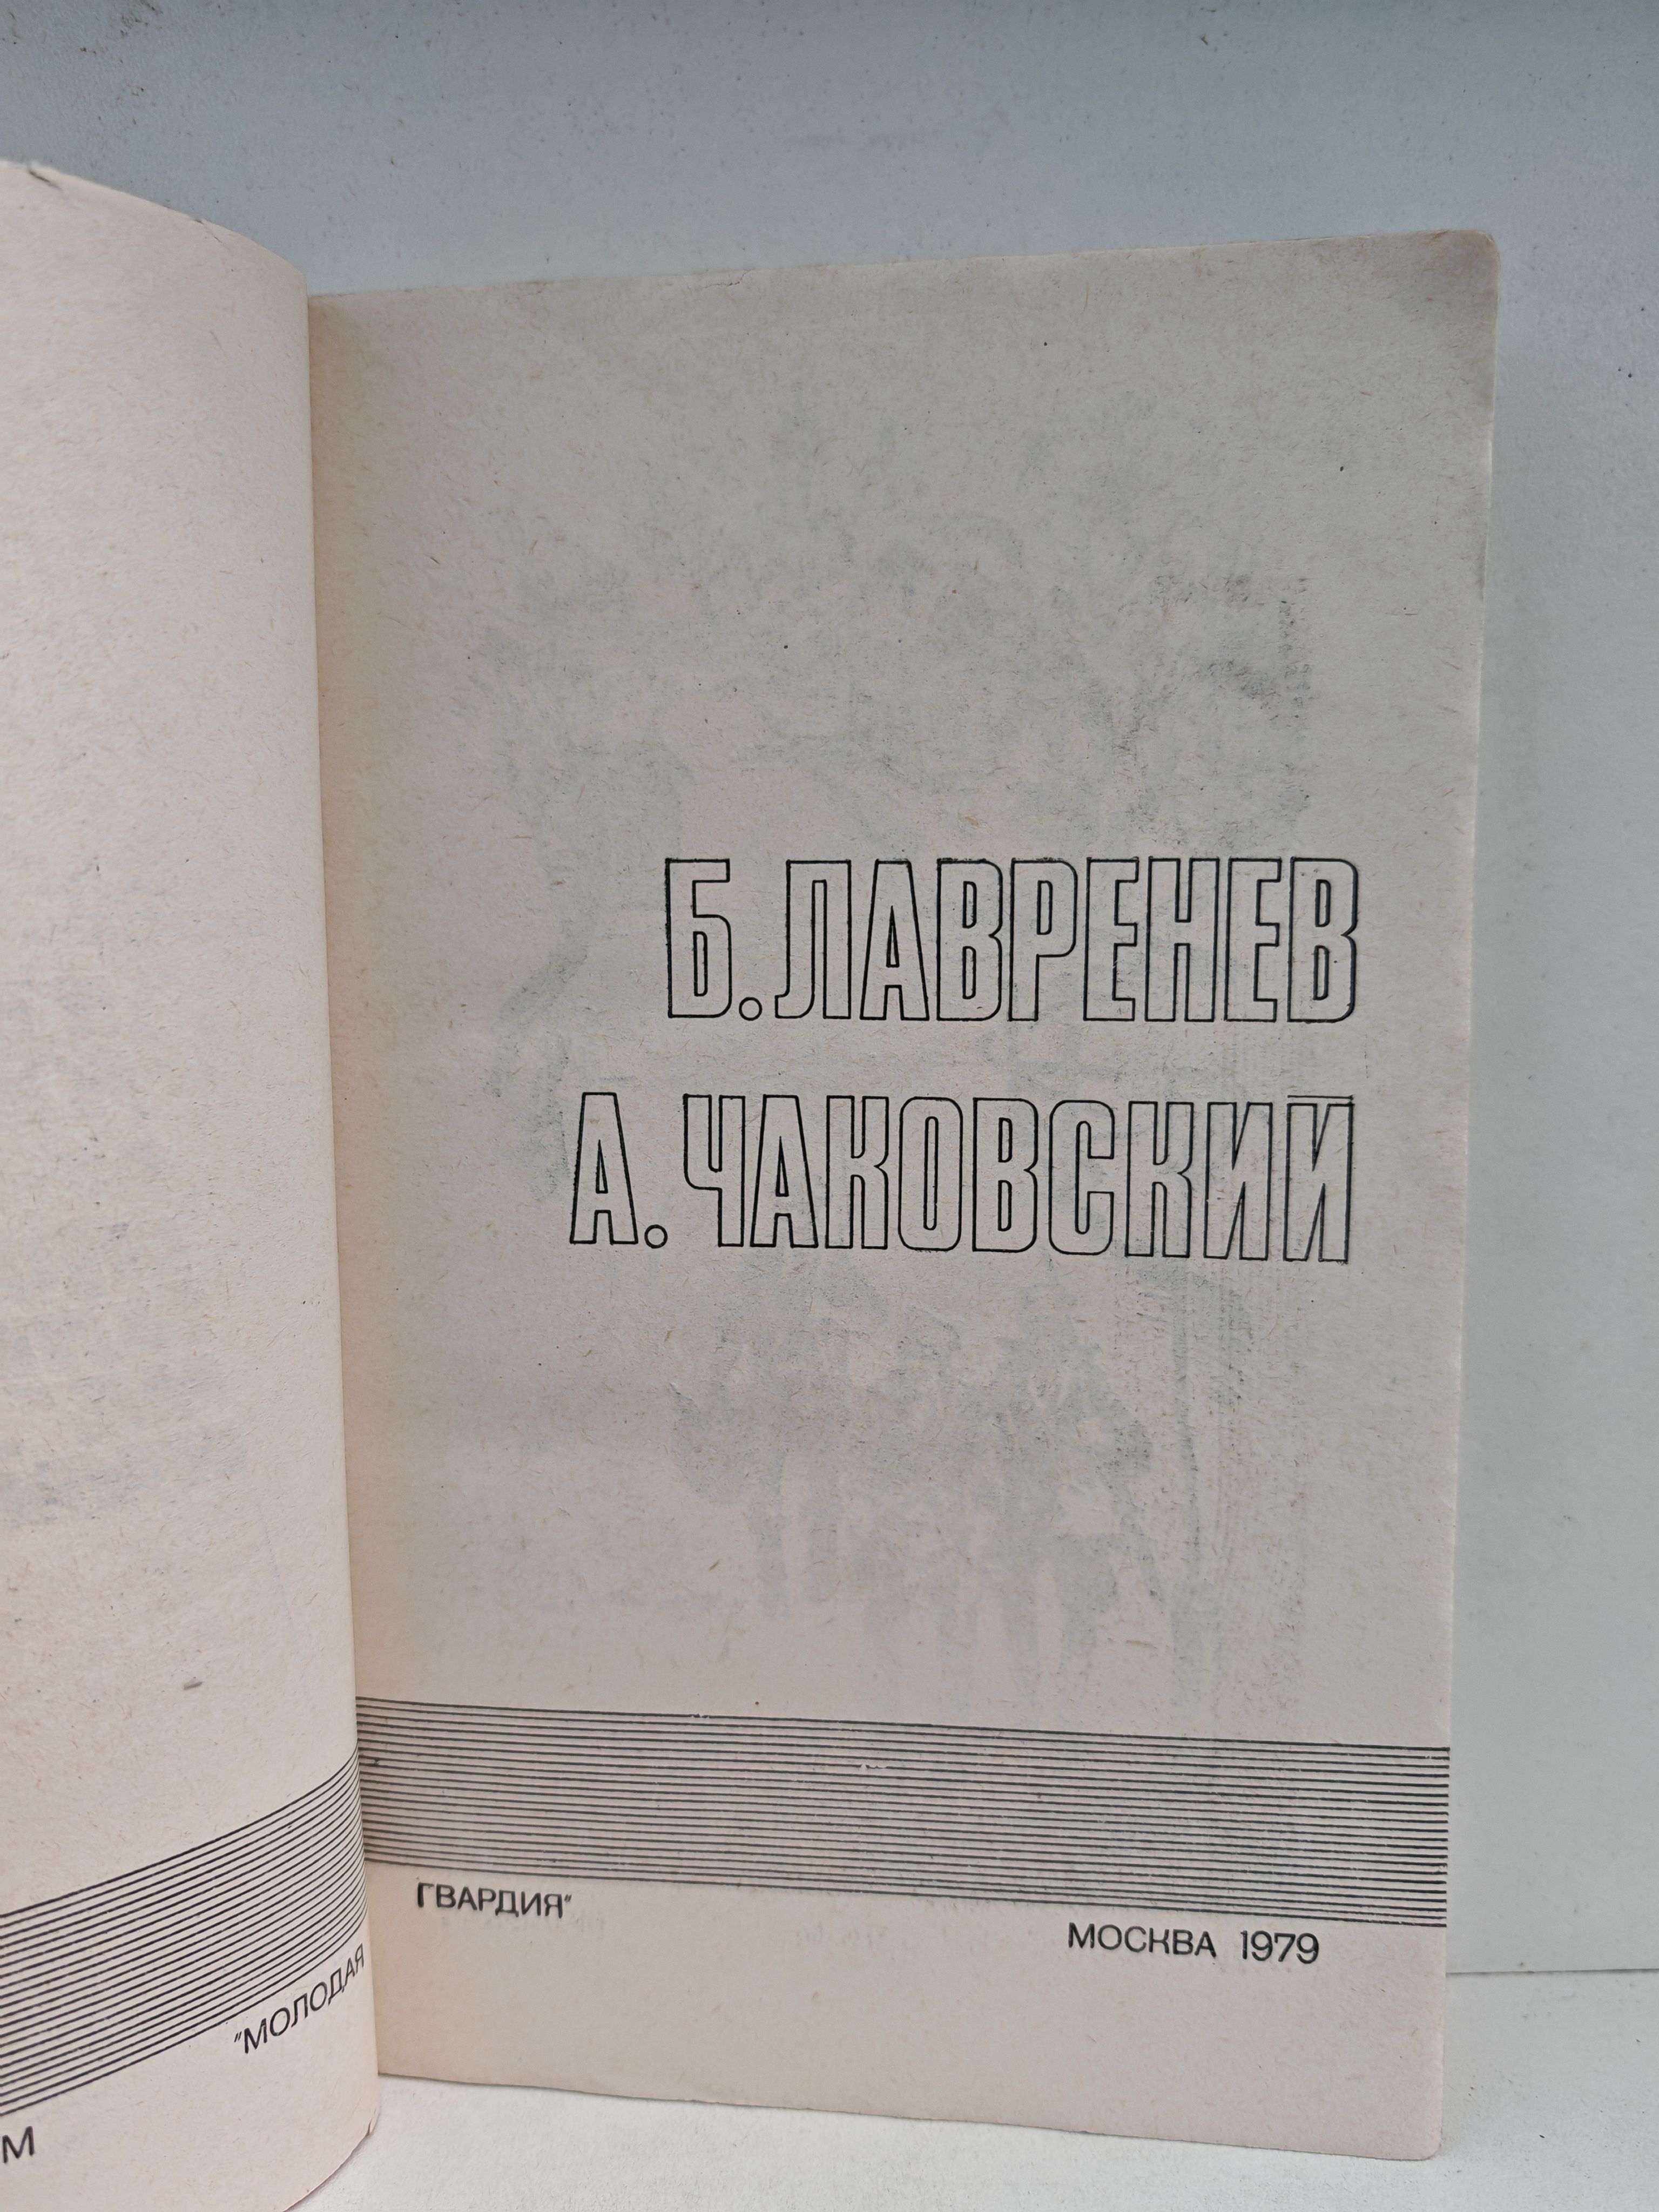 Б. ЛАВРЕНЕВ
А. ЧАКОВСКИЙ
"МОЛОДАЯ
ГВАРДИЯ"
МОСКВА 1979